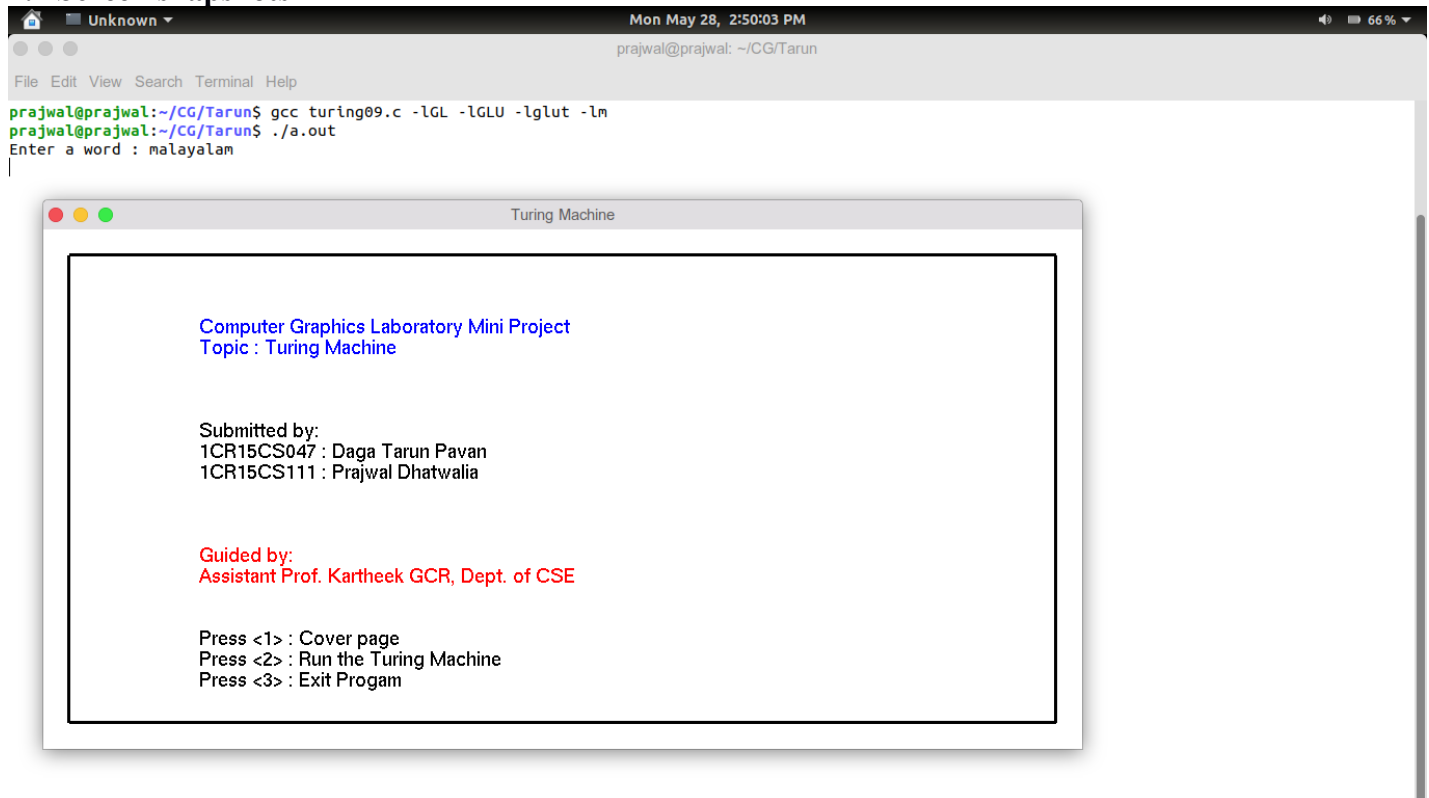 Unknown
Mon May 28, 2:50:03 PM
66%
prajwal@prajwal: ~/CG/Tarun
File Edit View Search Terminal Help
prajwal@prajwal:~/CG/Tarun$ gcc turing09.c -lGL -lGLU -lglut -lm
prajwal@prajwal:~/CG/Tarun$ ./a.out
Enter a word : malayalam
Turing Machine
Computer Graphics Laboratory Mini Project
Topic : Turing Machine
Submitted by:
1CR15CS047 : Daga Tarun Pavan
1CR15CS111 : Prajwal Dhatwalia
Guided by:
Assistant Prof. Kartheek GCR, Dept. of CSE
Press <1> : Cover page
Press <2> : Run the Turing Machine
Press <3> : Exit Progam